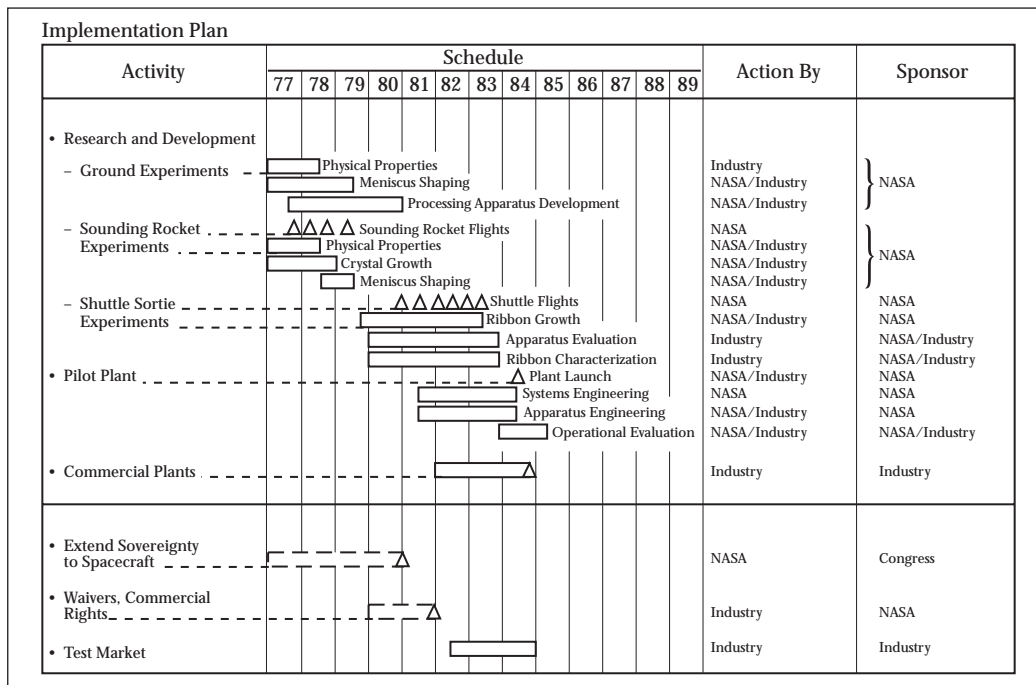 Implementation Plan
Activity
Schedule
Action By
Sponsor
77 78 79 80 81 82 83 84 85 86 87 88 89
• Research and Development
– Ground Experiments
Physical Properties
Industry
Meniscus Shaping
NASA/Industry
NASA
Processing Apparatus Development
NASA/Industry
– Sounding Rocket
Experiments
Sounding Rocket Flights
NASA
Physical Properties
NASA/Industry
Crystal Growth
NASA/Industry
NASA
Meniscus Shaping
NASA/Industry
– Shuttle Sortie
Experiments
Shuttle Flights
NASA
NASA
Ribbon Growth
NASA/Industry
NASA
Apparatus Evaluation
Industry
NASA/Industry
Ribbon Characterization
Industry
NASA/Industry
• Pilot Plant
Plant Launch
NASA/Industry
NASA
Systems Engineering
NASA
NASA
Apparatus Engineering
NASA/Industry
NASA
Operational Evaluation
NASA/Industry
NASA/Industry
• Commercial Plants
Industry
Industry
• Extend Sovereignty
to Spacecraft
NASA
Congress
• Waivers, Commercial
Rights
Industry
NASA
• Test Market
Industry
Industry